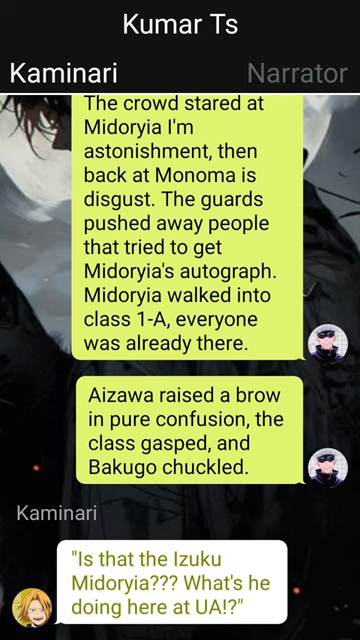 Kumar Ts
Kaminari
Narrator
The crowd stared at
Midoryia I'm
astonishment, then
back at Monoma is
disgust. The guards
pushed away people
that tried to get
Midoryia's autograph.
Midoryia walked into
class 1-A, everyone
was already there.
Aizawa raised a brow
in pure confusion, the
class gasped, and
Bakugo chuckled.
Kaminari
"Is that the Izuku
Midoryia??? What's he
doing here at UA!?"